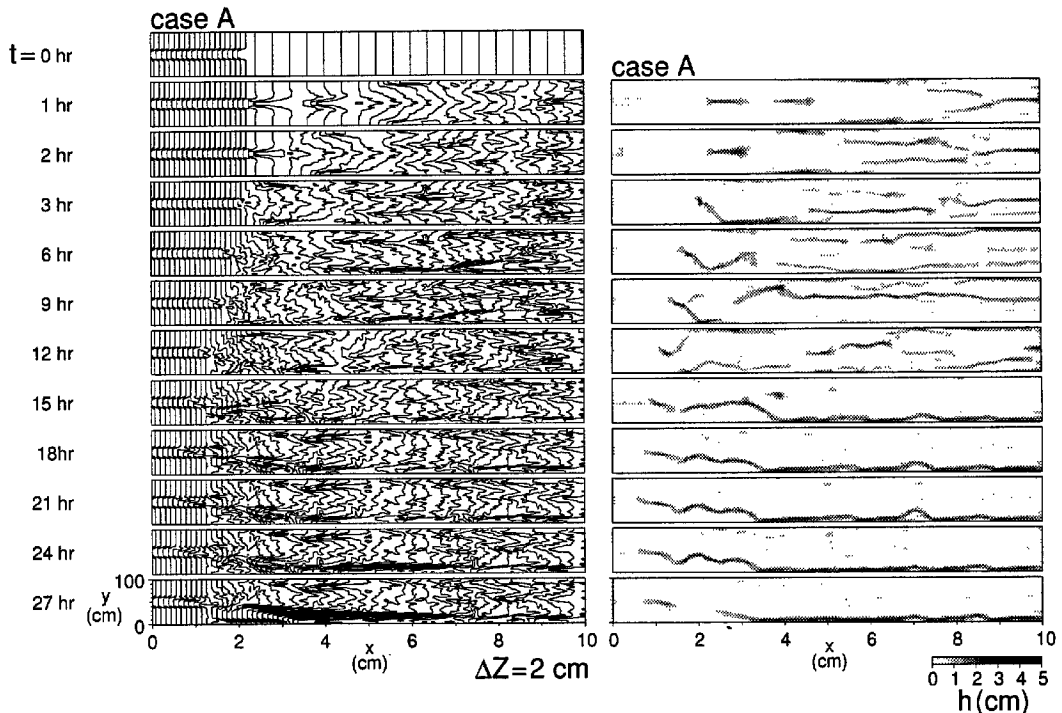 case A
t = 0 hr
1 hr
2 hr
3 hr
6 hr
9 hr
12 hr
15 hr
18hr
21 hr
24 hr
27 hr
100
y
(cm)
0
0 2 4 6 8 10
x
(cm)
ΔZ = 2 cm
case A
0 2 4 6 8 10
x
(cm)
0 1 2 3 4 5
h (cm)